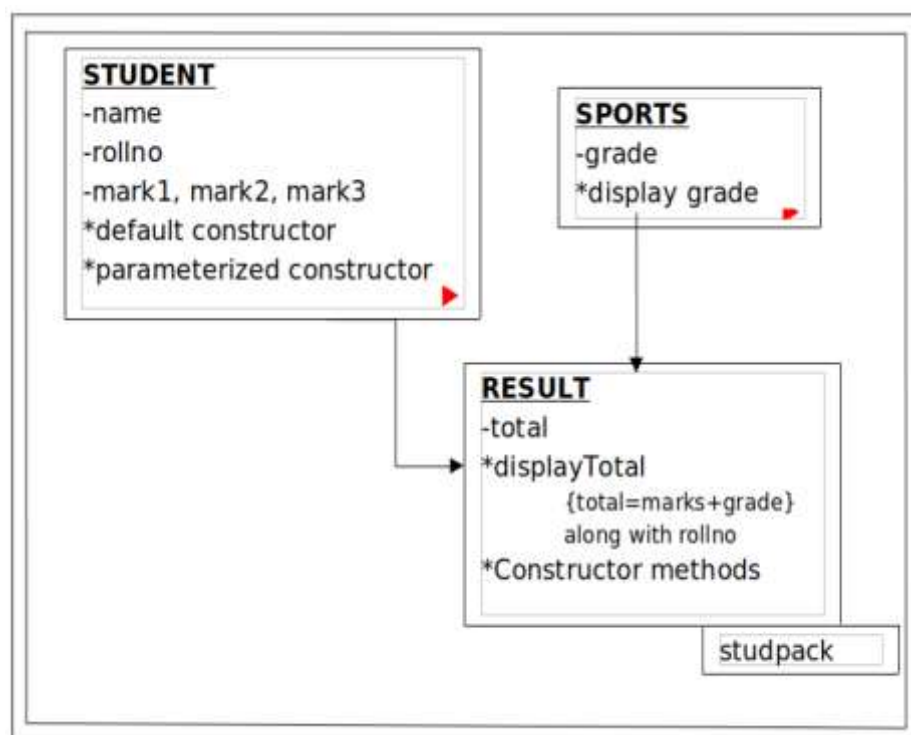 STUDENT
-name
-rollno
-mark1, mark2, mark3
*default constructor
*parameterized constructor
SPORTS
-grade
*display grade
RESULT
-total
*displayTotal
{total=marks+grade}
along with rollno
*Constructor methods
studpack